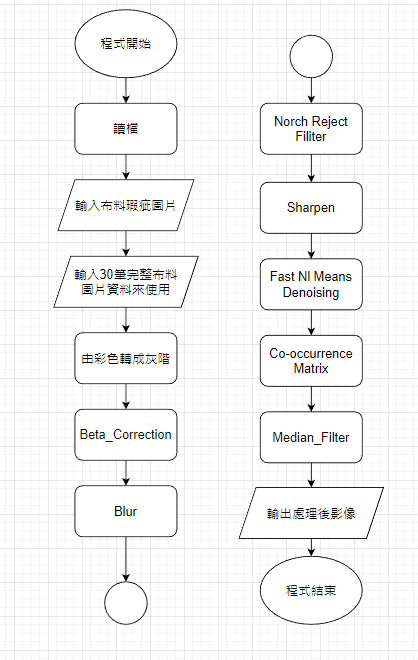 程式開始
讀檔
輸入布料瑕疵圖片
輸入30筆完整布料
圖片資料來使用
由彩色轉成灰階
Beta_Correction
Blur
Norch Reject
Filiter
Sharpen
Fast Nl Means
Denoising
Co-occurrence
Matrix
Median_Filter
輸出處理後影像
程式結束